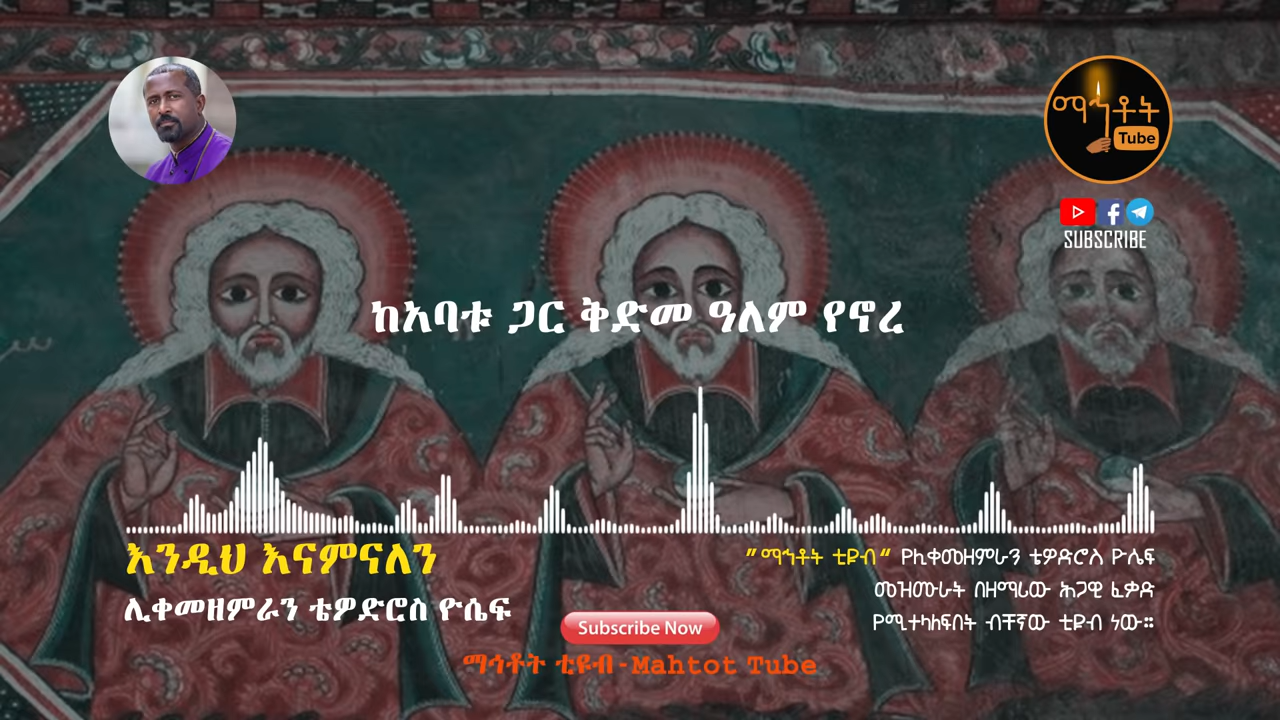 ማኅቶት
Tube
SUBSCRIBE
ከአባቱ ጋር ቅድመ ዓለም የኖረ
እንዲህ እናምናለን
ሊቀመዘምራን ቴዎድሮስ ዮሴፍ
"ማኅቶት ቲዩብ" የሊቀመዘምራን ቴዎድሮስ ዮሴፍ
መዝሙራት በዘማሪው ሕጋዊ ፈቃድ
የሚተላለፍበት ብቸኛው ቲዩብ ነው።
Subscribe Now
ማኅቶት ቲዩብ-Mahtot Tube